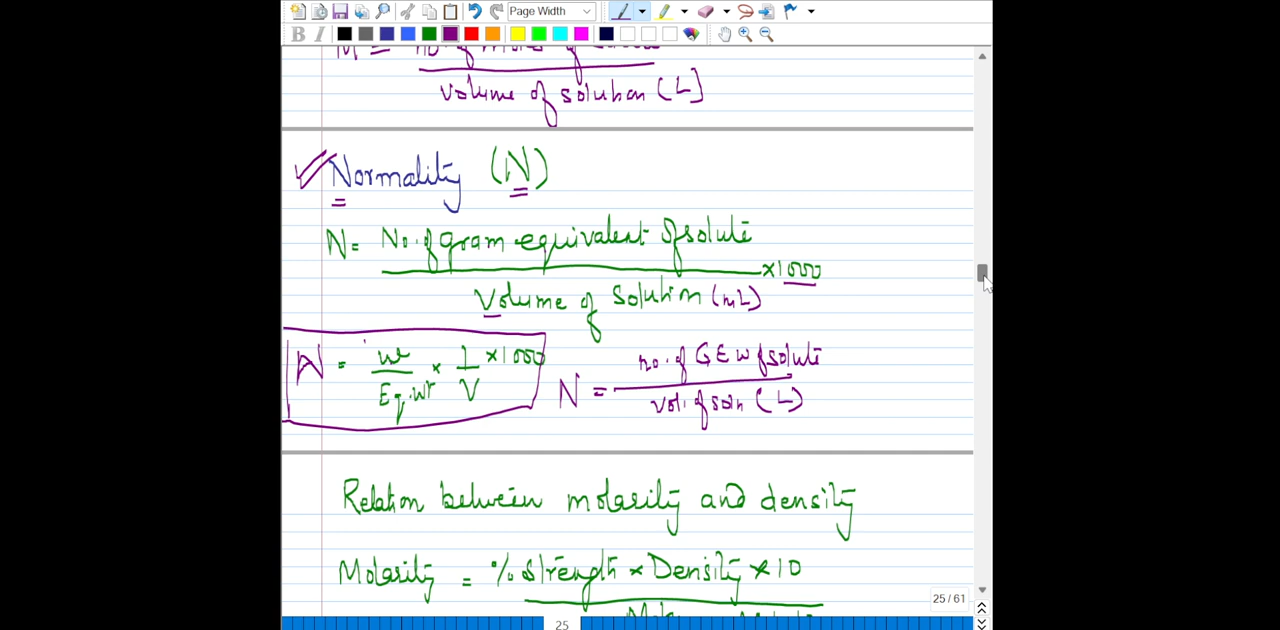 Page Width
B I
volume of solution (L)
Normality (N)
N = No. of gram equivalent of solute
×1000
Volume of Solution (mL)
N = w × 1 ×1000
Eq.wt V
N = no. of GEW of solute
vol. of soln (L)
Relation between molarity and density
Molarity = % Strength × Density × 10
25 / 61
25